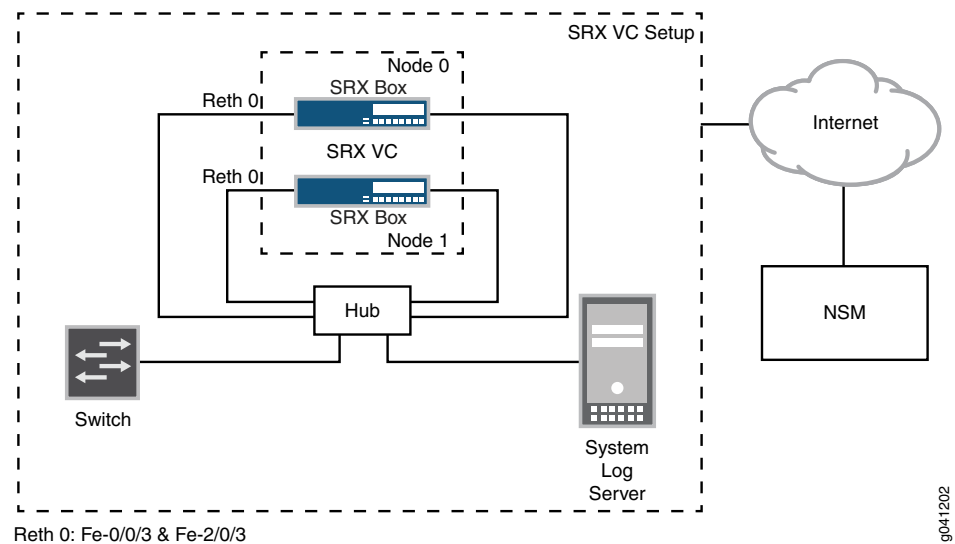 SRX VC Setup
Node 0
SRX Box
Reth 0
Internet
SRX VC
Reth 0
SRX Box
Node 1
Hub
NSM
Switch
System
Log
Server
g041202
Reth 0: Fe-0/0/3 & Fe-2/0/3